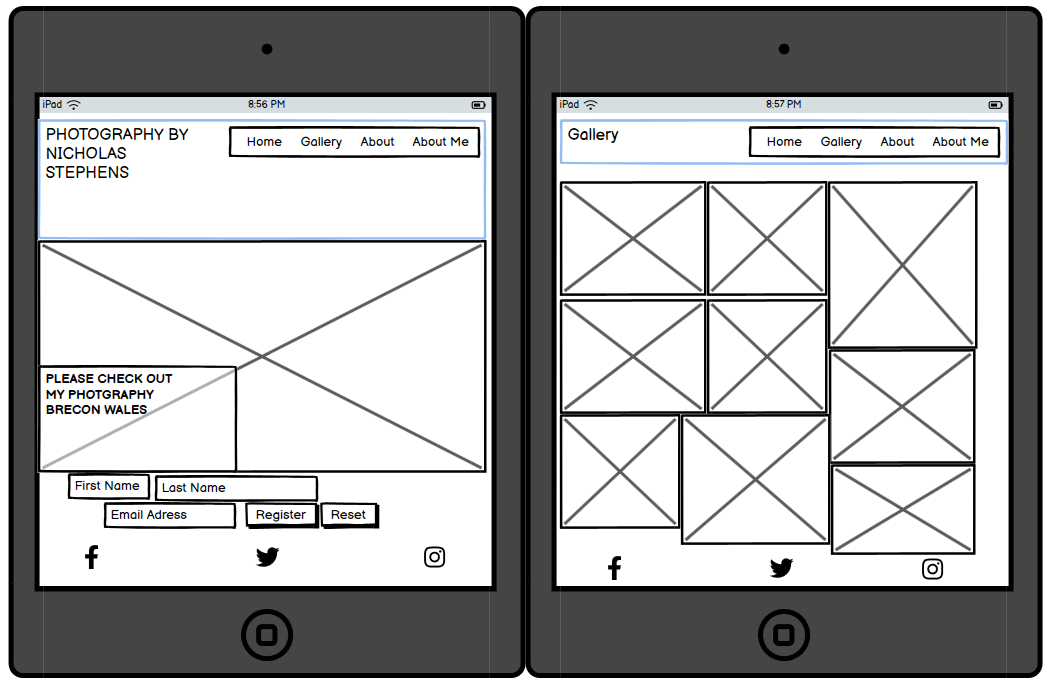 iPad 8:56 PM
PHOTOGRAPHY BY
NICHOLAS
STEPHENS
Home Gallery About About Me
PLEASE CHECK OUT
MY PHOTGRAPHY
BRECON WALES
First Name Last Name
Email Adress Register Reset
iPad 8:57 PM
Gallery
Home Gallery About About Me